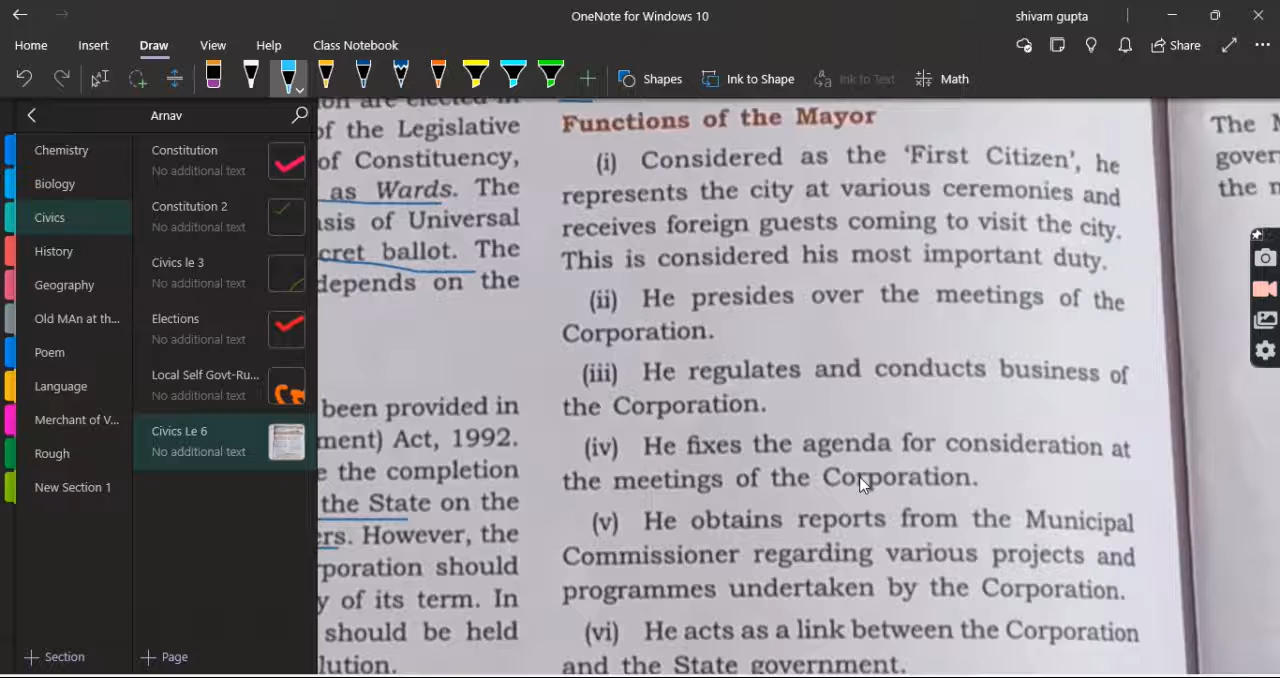 OneNote for Windows 10
shivam gupta
Home Insert Draw View Help Class Notebook
Share
Shapes Ink to Shape Ink to Text Math
Arnav
Chemistry
Biology
Civics
History
Geography
Old MAn at th...
Poem
Language
Merchant of V...
Rough
New Section 1
Section
Constitution
No additional text
Constitution 2
No additional text
Civics le 3
No additional text
Elections
No additional text
Local Self Govt-Ru...
No additional text
Civics Le 6
No additional text
Page
on are elected in
of the Legislative
of Constituency,
as Wards. The
asis of Universal
cret ballot. The
depends on the
been provided in
ment) Act, 1992.
e the completion
the State on the
ers. However, the
rporation should
y of its term. In
should be held
lution.
Functions of the Mayor
(i) Considered as the 'First Citizen', he
represents the city at various ceremonies and
receives foreign guests coming to visit the city.
This is considered his most important duty.
(ii) He presides over the meetings of the
Corporation.
(iii) He regulates and conducts business of
the Corporation.
(iv) He fixes the agenda for consideration at
the meetings of the Corporation.
(v) He obtains reports from the Municipal
Commissioner regarding various projects and
programmes undertaken by the Corporation.
(vi) He acts as a link between the Corporation
and the State government.
The M
gover
the m